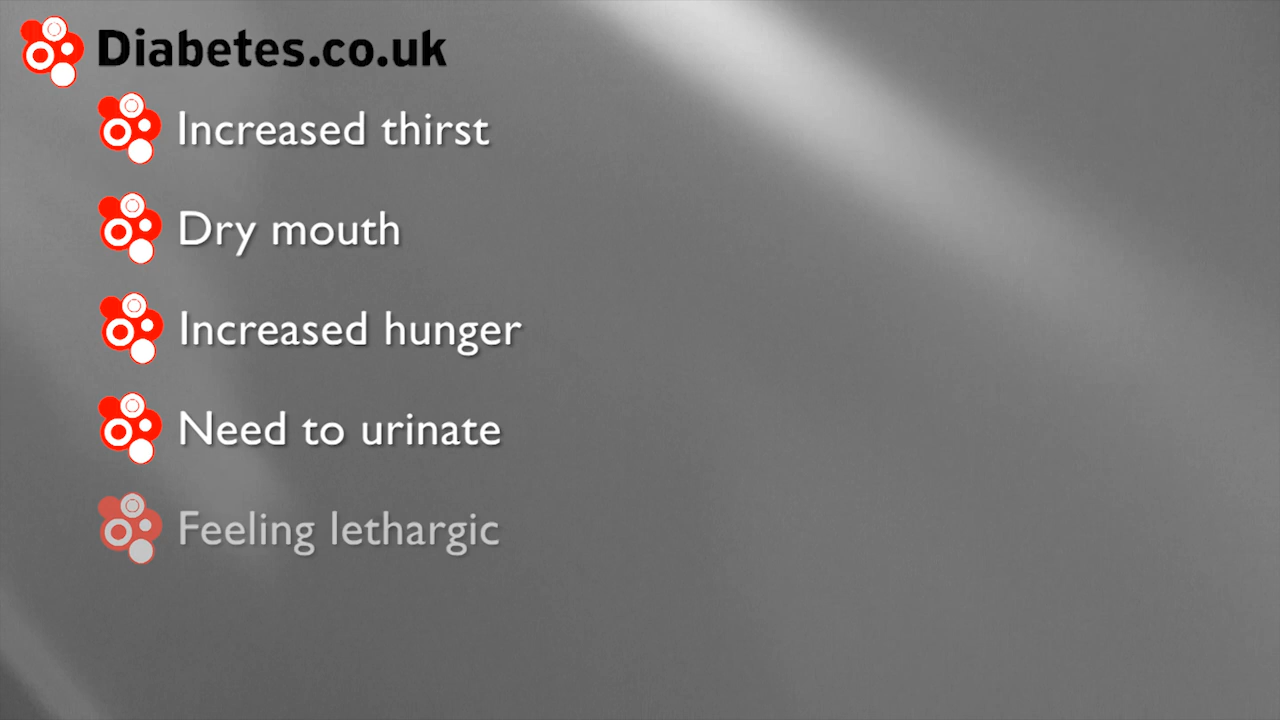 Diabetes.co.uk
Increased thirst
Dry mouth
Increased hunger
Need to urinate
Feeling lethargic